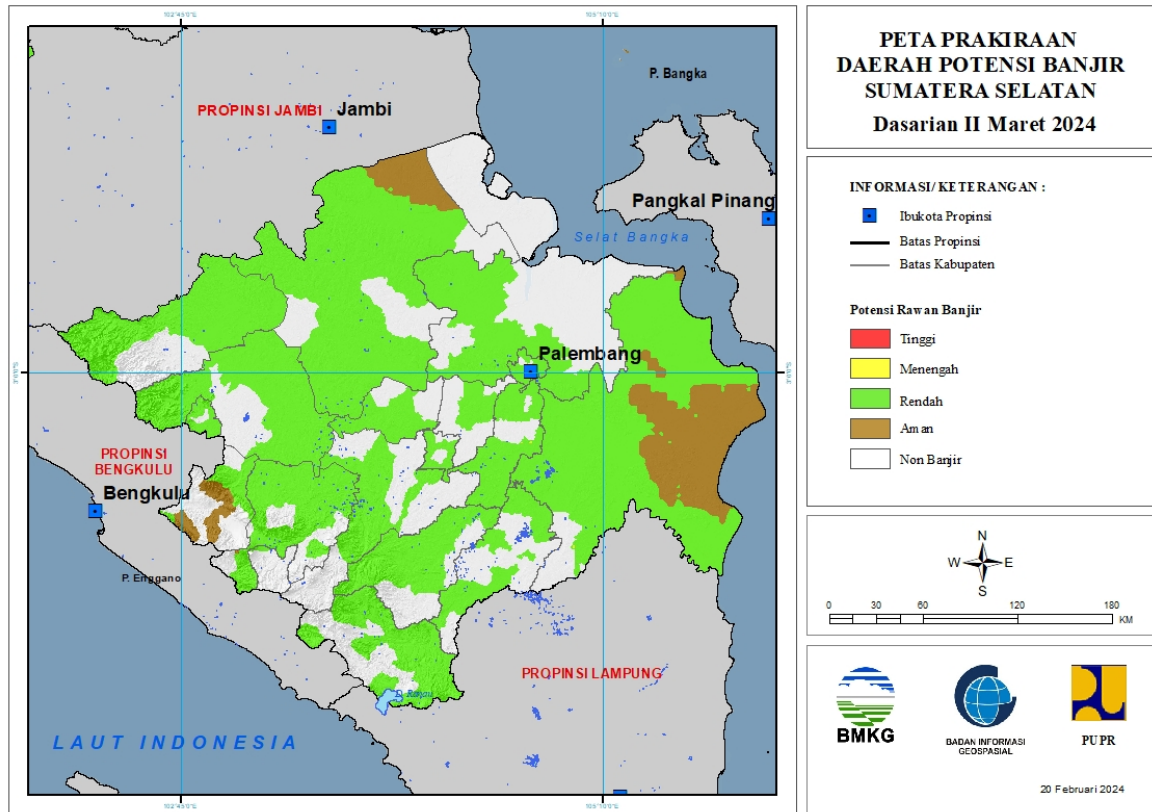 PETA PRAKIRAAN
DAERAH POTENSI BANJIR
SUMATERA SELATAN
Dasarian II Maret 2024
INFORMASI/ KETERANGAN :
Ibukota Propinsi
Batas Propinsi
Batas Kabupaten
Potensi Rawan Banjir
Tinggi
Menengah
Rendah
Aman
Non Banjir
N
W E
S
0 30 60 120 180
KM
BMKG
BADAN INFORMASI
GEOSPASIAL
PUPR
20 Februari 2024
P. Bangka
PROPINSI JAMBI
Jambi
Pangkal Pinang
Selat Bangka
Palembang
PROPINSI
BENGKULU
Bengkulu
P. Enggano
PROPINSI LAMPUNG
D. Ranau
LAUT INDONESIA